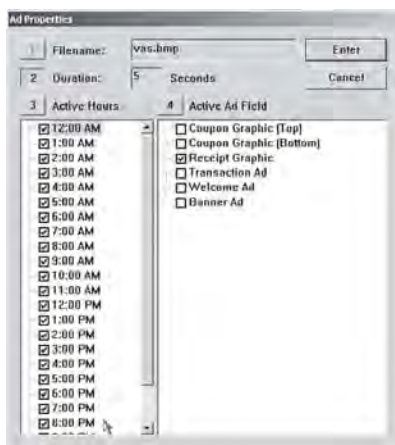 Ad Properties
1 Filename: vas.bmp Enter
2 Duration: 5 Seconds Cancel
3 Active Hours 4 Active Ad Field
12:00 AM Coupon Graphic (Top)
1:00 AM Coupon Graphic (Bottom)
2:00 AM Receipt Graphic
3:00 AM Transaction Ad
4:00 AM Welcome Ad
5:00 AM Banner Ad
6:00 AM
7:00 AM
8:00 AM
9:00 AM
10:00 AM
11:00 AM
12:00 PM
1:00 PM
2:00 PM
3:00 PM
4:00 PM
5:00 PM
6:00 PM
7:00 PM
8:00 PM